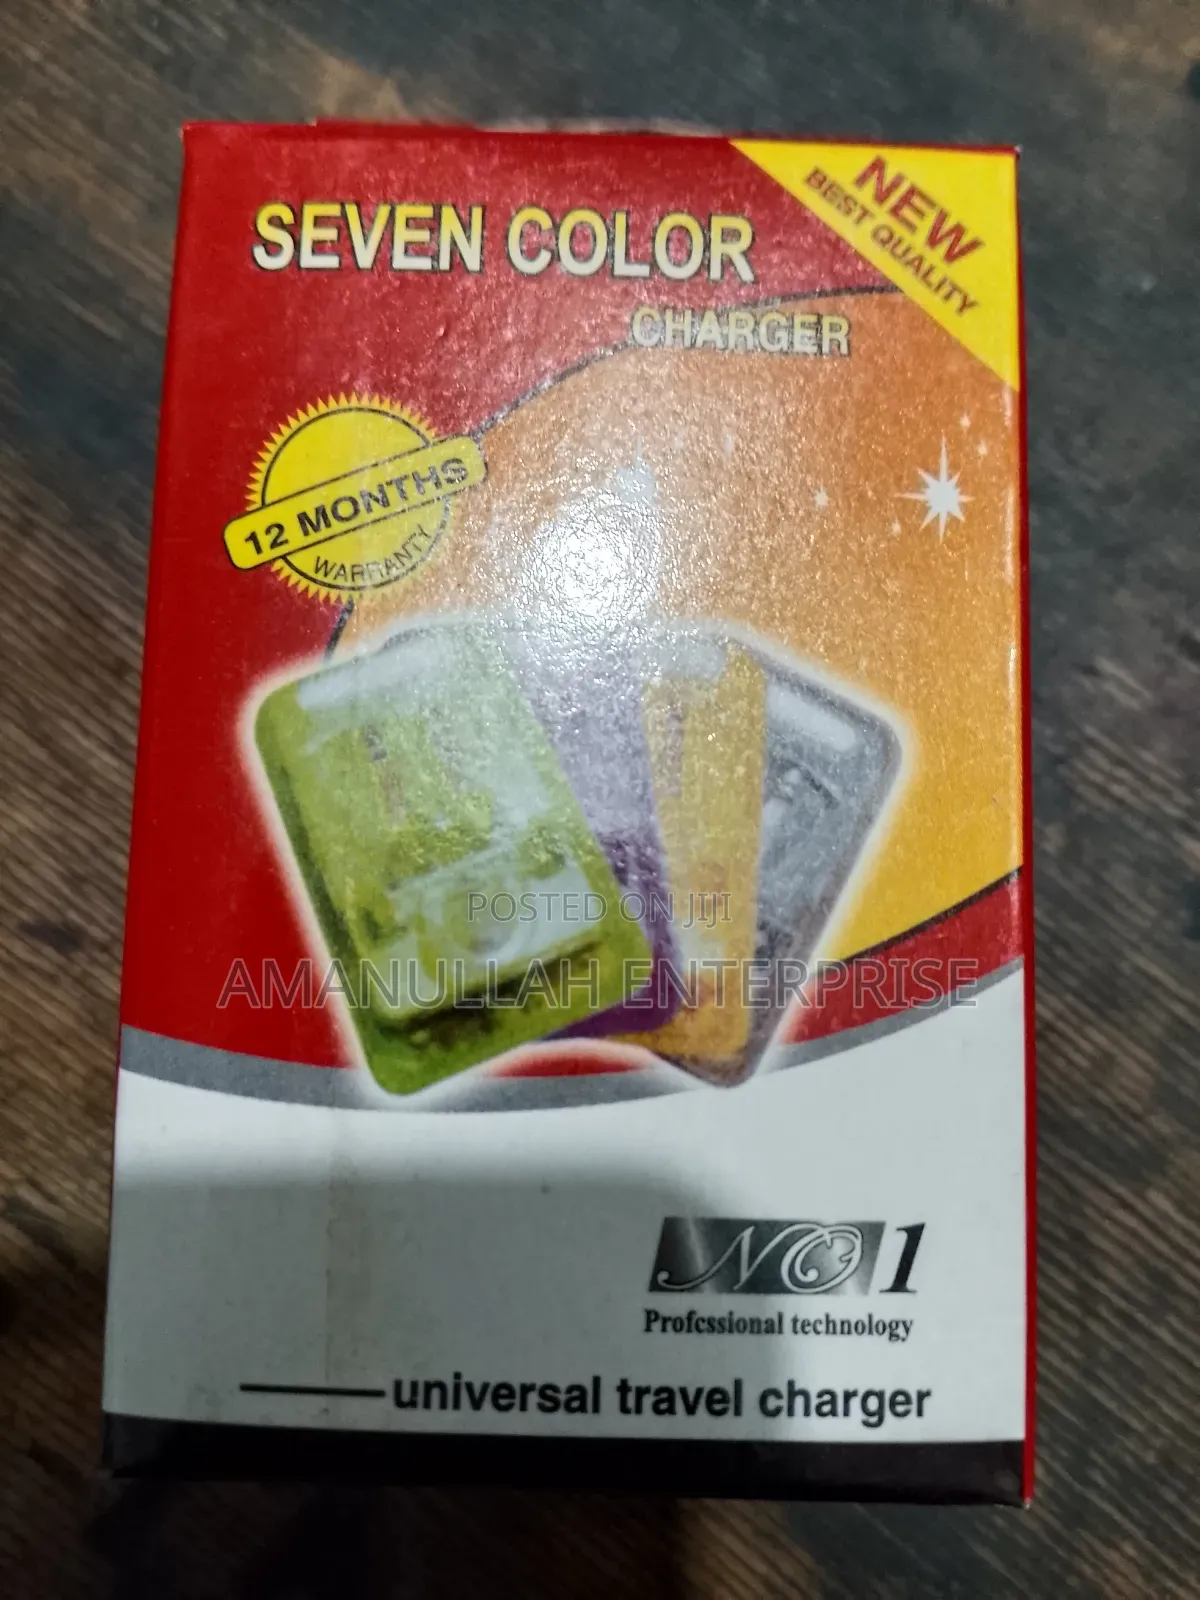 NEW
BEST QUALITY
SEVEN COLOR
CHARGER
12 MONTHS
WARRANTY
POSTED ON JIJI
AMANULLAH ENTERPRISE
NO1
Professional technology
universal travel charger